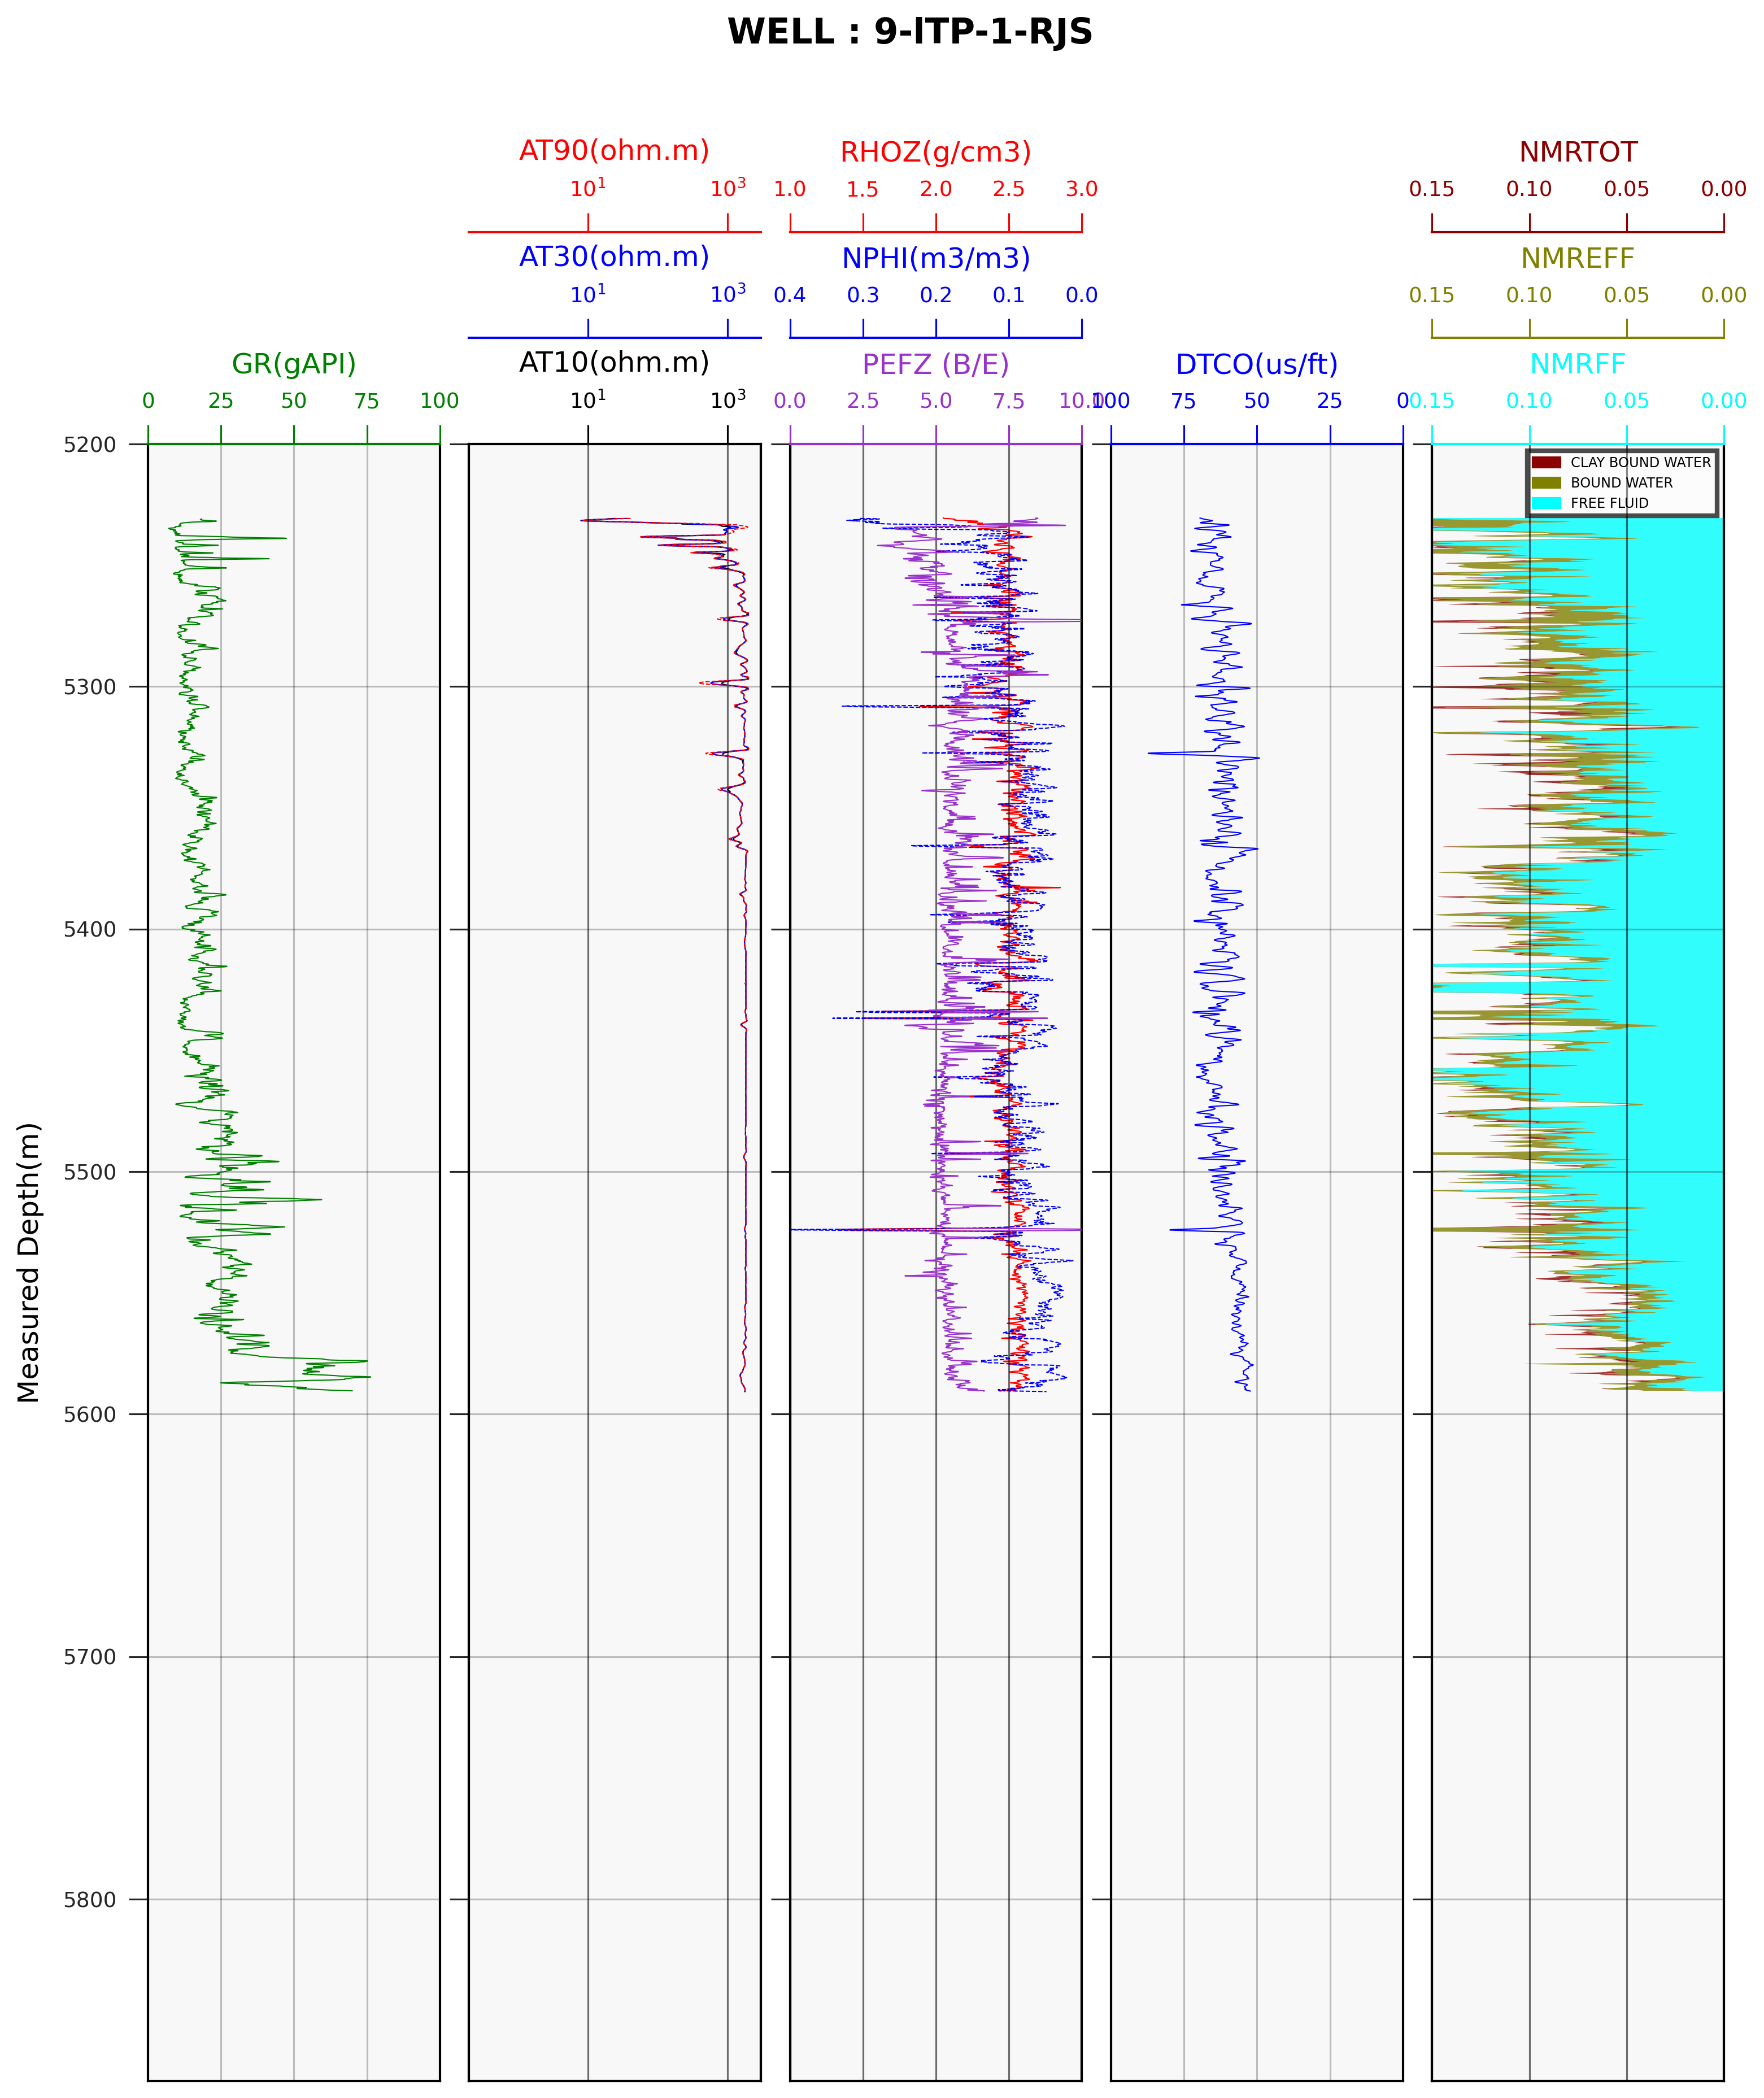 WELL : 9-lTP-1-RJS
AT90(ohm.m) RHOZ(g/cm3) NMRTOT
10¹ 10³ 1.0 1.5 2.0 2.5 3.0 0.15 0.10 0.05 0.00
AT30(ohm.m) NPHI(m3/m3) NMREFF
10¹ 10³ 0.4 0.3 0.2 0.1 0.0 0.15 0.10 0.05 0.00
GR(gAPI) AT10(ohm.m) PEFZ (B/E) DTCO(us/ft) NMRFF
0 25 50 75 100 10¹ 10³ 0.0 2.5 5.0 7.5 10.0 100 75 50 25 0 0.15 0.10 0.05 0.00
5200
CLAY BOUND WATER
BOUND WATER
FREE FLUID
5300
5400
5500
Measured Depth(m)
5600
5700
5800